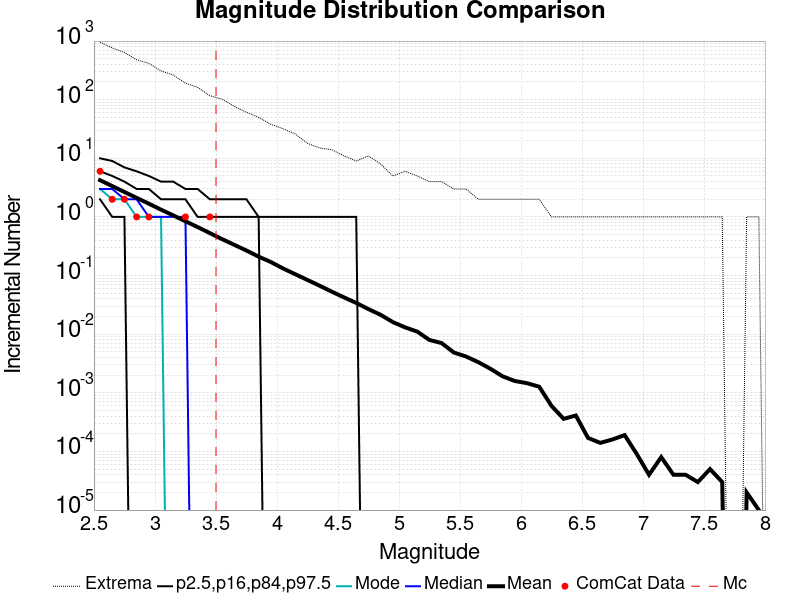 Magnitude Distribution Comparison
10^3
10^2
10^1
10^0
10^-1
10^-2
10^-3
10^-4
10^-5
Incremental Number
2.5 3 3.5 4 4.5 5 5.5 6 6.5 7 7.5 8
Magnitude
Extrema p2.5,p16,p84,p97.5 Mode Median Mean ComCat Data Mc